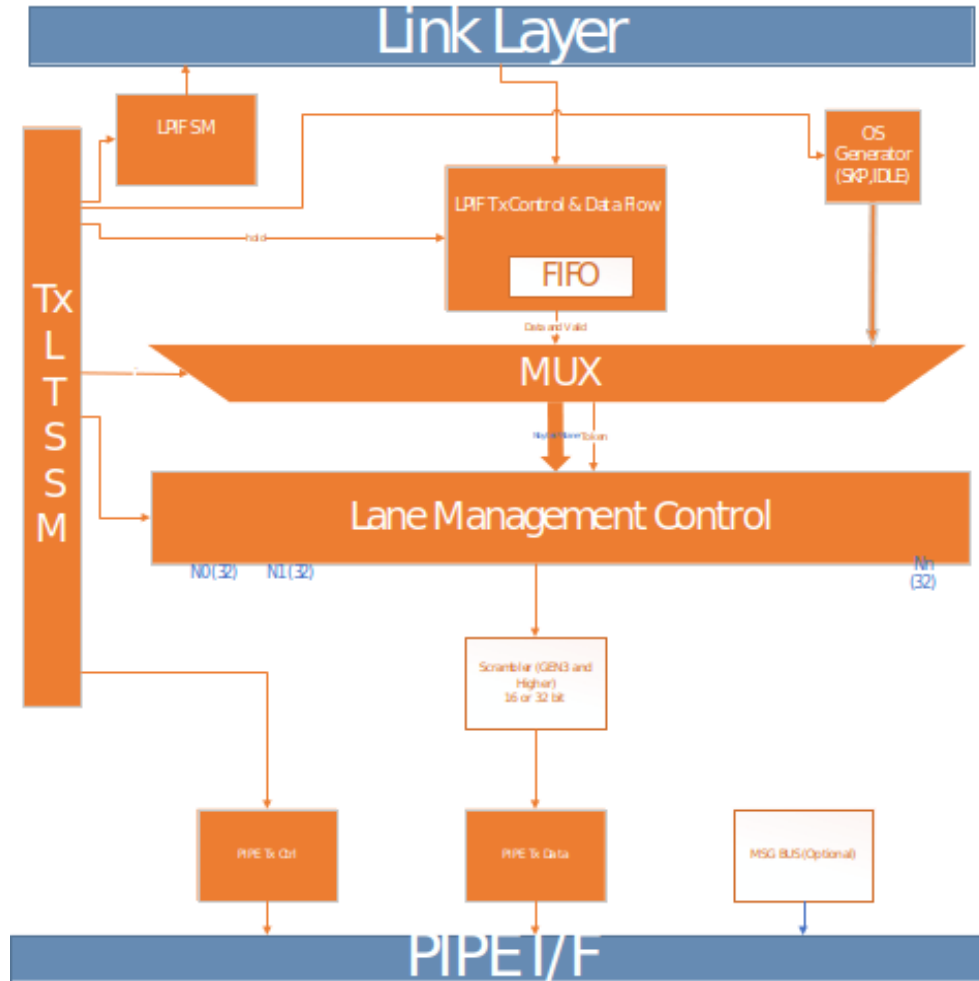 Link Layer
LPIF SM
OS
Generator
(SKP,IDLE)
LPIF Tx Control & Data Flow
hold
FIFO
Tx
L
T
S
S
M
Data and Valid
MUX
Token
Lane Management Control
N0 (32)
N1 (32)
Nn
(32)
Scrambler (GEN3 and
Higher)
16 or 32 bit
PIPE Tx Ctrl
PIPE Tx Data
MSG BUS (Optional)
PIPE I/F